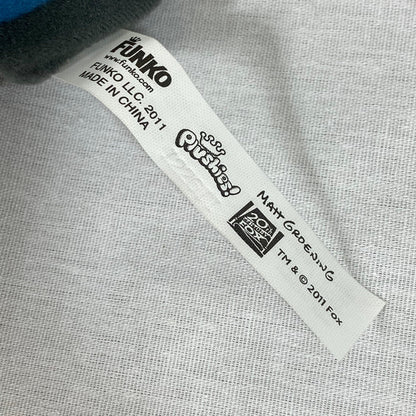 FUNKO
www.funko.com
FUNKO LLC. 2011
MADE IN CHINA
Plushies!
MATT GROENING
20TH
CENTURY
FOX
TM & © 2011 FOX